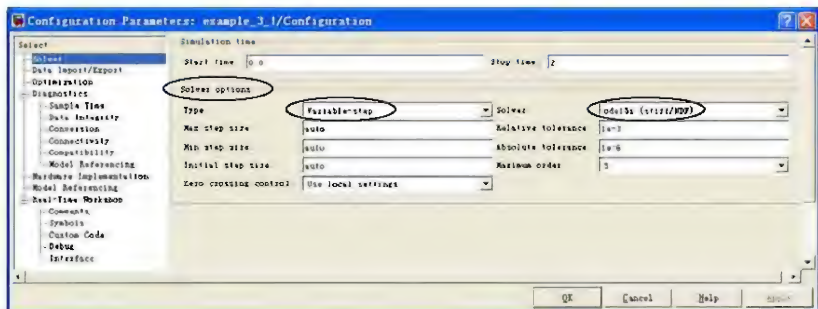 Configuration Parameters: example_3_1/Configuration
Select
Solver
Data Import/Export
Optimization
Diagnostics
Sample Time
Data Integrity
Conversion
Connectivity
Compatibility
Model Referencing
Hardware Implementation
Model Referencing
Real-Time Workshop
Comments
Symbols
Custom Code
Debug
Interface
Simulation time
Start time 0.0 Stop time 2
Solver options
Type Variable-step Solver ode15s (stiff/NDF)
Max step size auto Relative tolerance 1e-3
Min step size auto Absolute tolerance 1e-6
Initial step size auto Maximum order 5
Zero crossing control Use local settings
OK Cancel Help Apply